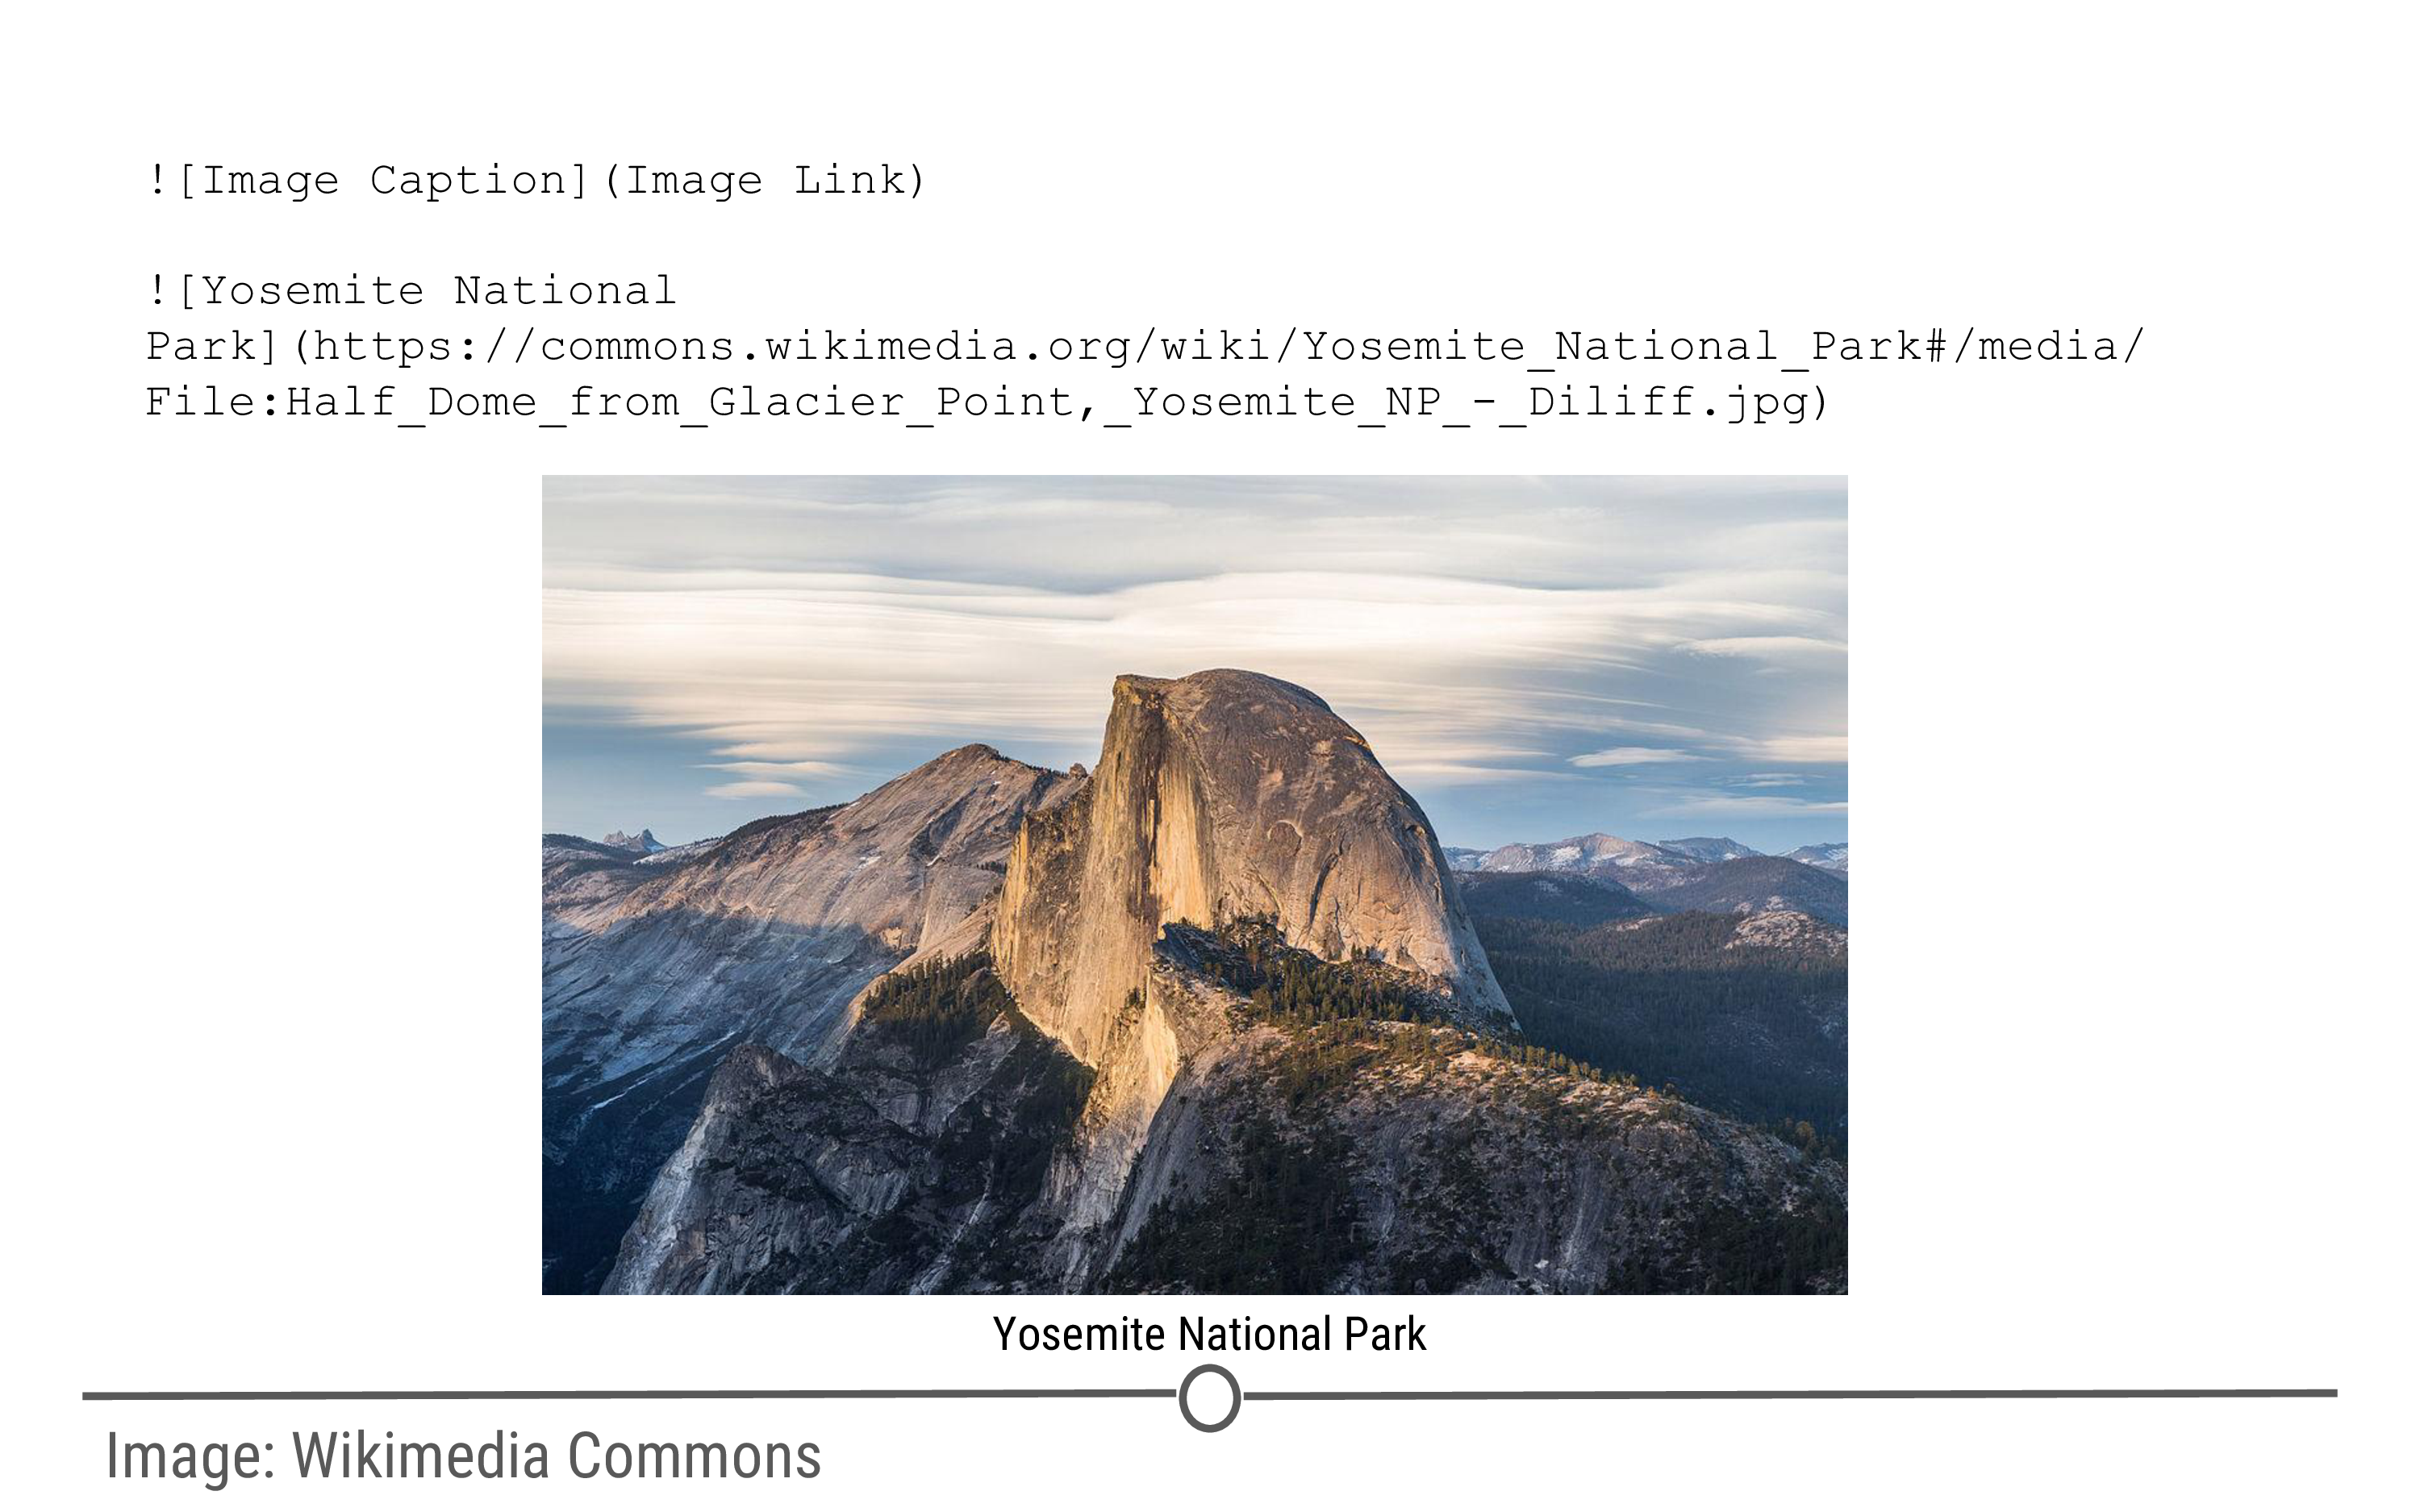 ![Image Caption](Image Link)
![Yosemite National
Park](https://commons.wikimedia.org/wiki/Yosemite_National_Park#/media/
File:Half_Dome_from_Glacier_Point,_Yosemite_NP_-_Diliff.jpg)
Yosemite National Park
Image: Wikimedia Commons